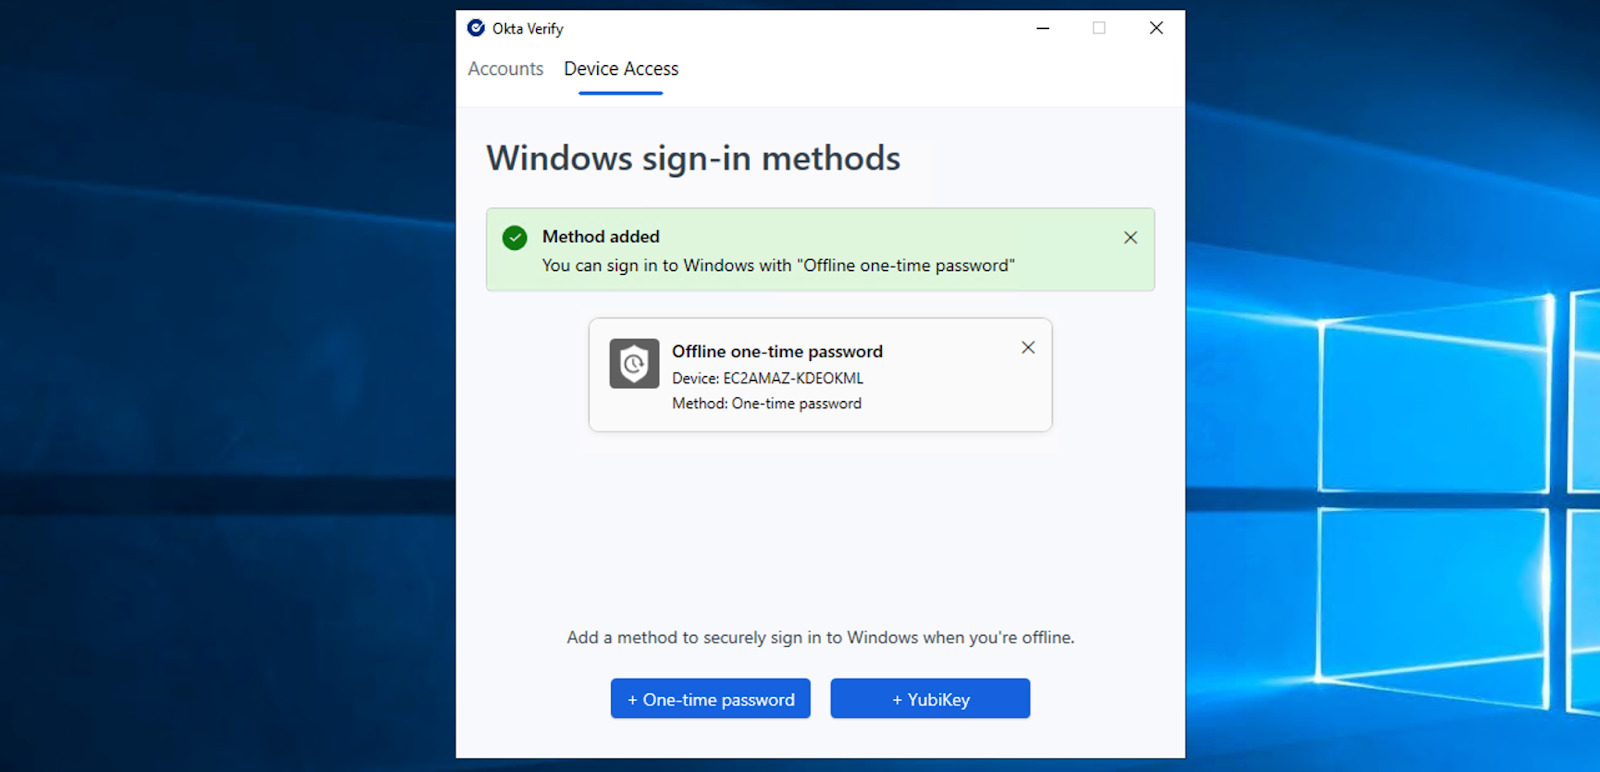 Okta Verify
Accounts Device Access
Windows sign-in methods
Method added
You can sign in to Windows with "Offline one-time password"
Offline one-time password
Device: EC2AMAZ-KDEOKML
Method: One-time password
Add a method to securely sign in to Windows when you're offline.
+ One-time password + YubiKey